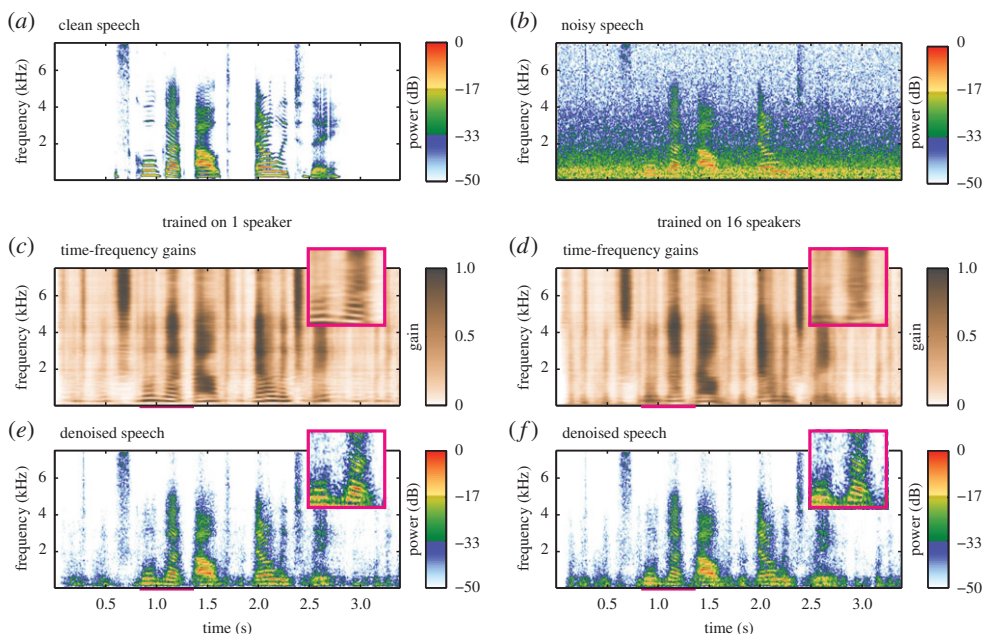 (a) clean speech
frequency (kHz)
6
4
2
0
–17
–33
–50
power (dB)
(b) noisy speech
frequency (kHz)
6
4
2
0
–17
–33
–50
power (dB)
trained on 1 speaker
trained on 16 speakers
(c) time-frequency gains
frequency (kHz)
6
4
2
1.0
0.5
0
gain
(d) time-frequency gains
frequency (kHz)
6
4
2
1.0
0.5
0
gain
(e) denoised speech
frequency (kHz)
6
4
2
0
–17
–33
–50
power (dB)
0.5 1.0 1.5 2.0 2.5 3.0
time (s)
(f) denoised speech
frequency (kHz)
6
4
2
0
–17
–33
–50
power (dB)
0.5 1.0 1.5 2.0 2.5 3.0
time (s)